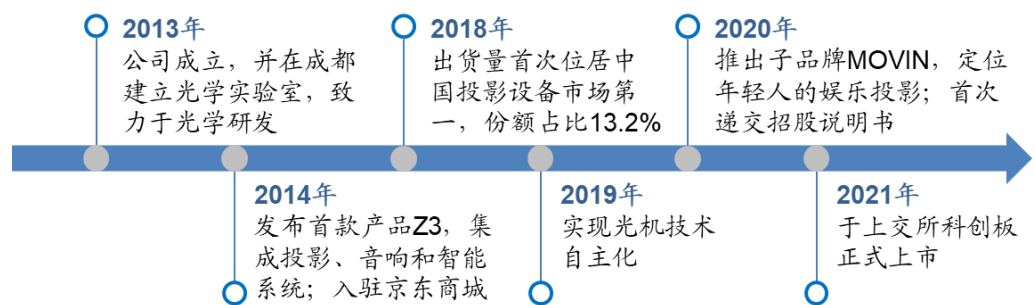 2013年
公司成立，并在成都
建立光学实验室，致
力于光学研发
2014年
发布首款产品Z3，集
成投影、音响和智能
系统；入驻京东商城
2018年
出货量首次位居中
国投影设备市场第
一，份额占比13.2%
2019年
实现光机技术
自主化
2020年
推出子品牌MOVIN，定位
年轻人的娱乐投影；首次
递交招股说明书
2021年
于上交所科创板
正式上市